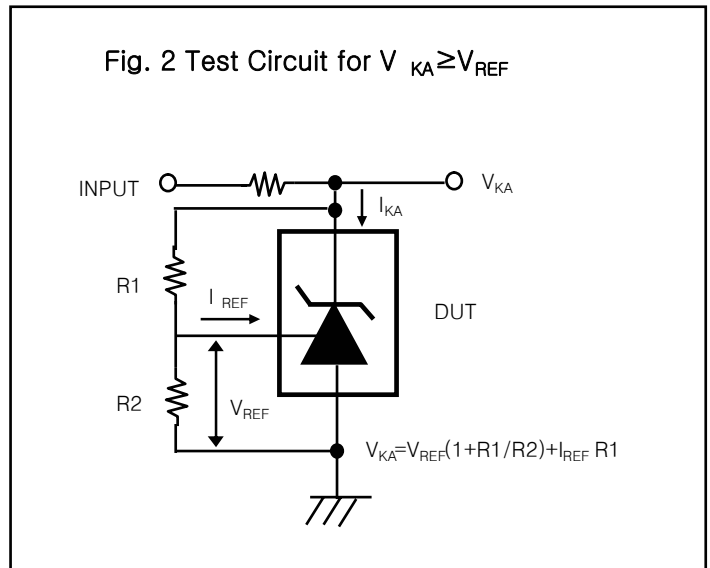 Fig. 2 Test Circuit for V KA≥VREF
INPUT
VKA
IKA
R1
I REF
DUT
R2
VREF
VKA=VREF(1+R1/R2)+IREF R1